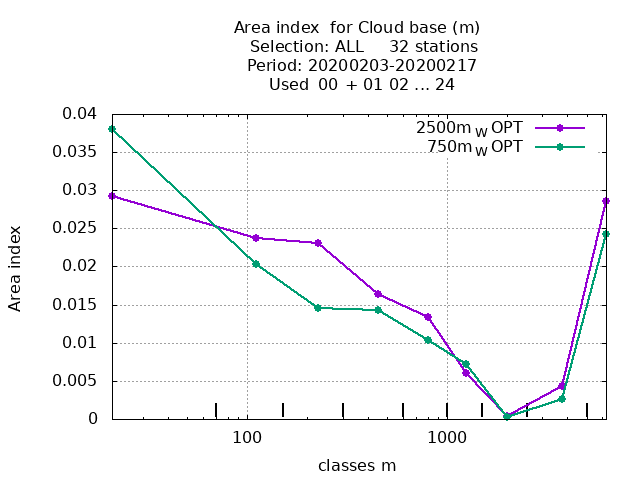 Area index  for Cloud base (m)
Selection: ALL     32 stations
Period: 20200203-20200217
Used  00 + 01 02 ... 24
2500m W OPT
750m W OPT
0.04
0.035
0.03
0.025
0.02
0.015
0.01
0.005
0
Area index
100
1000
classes m